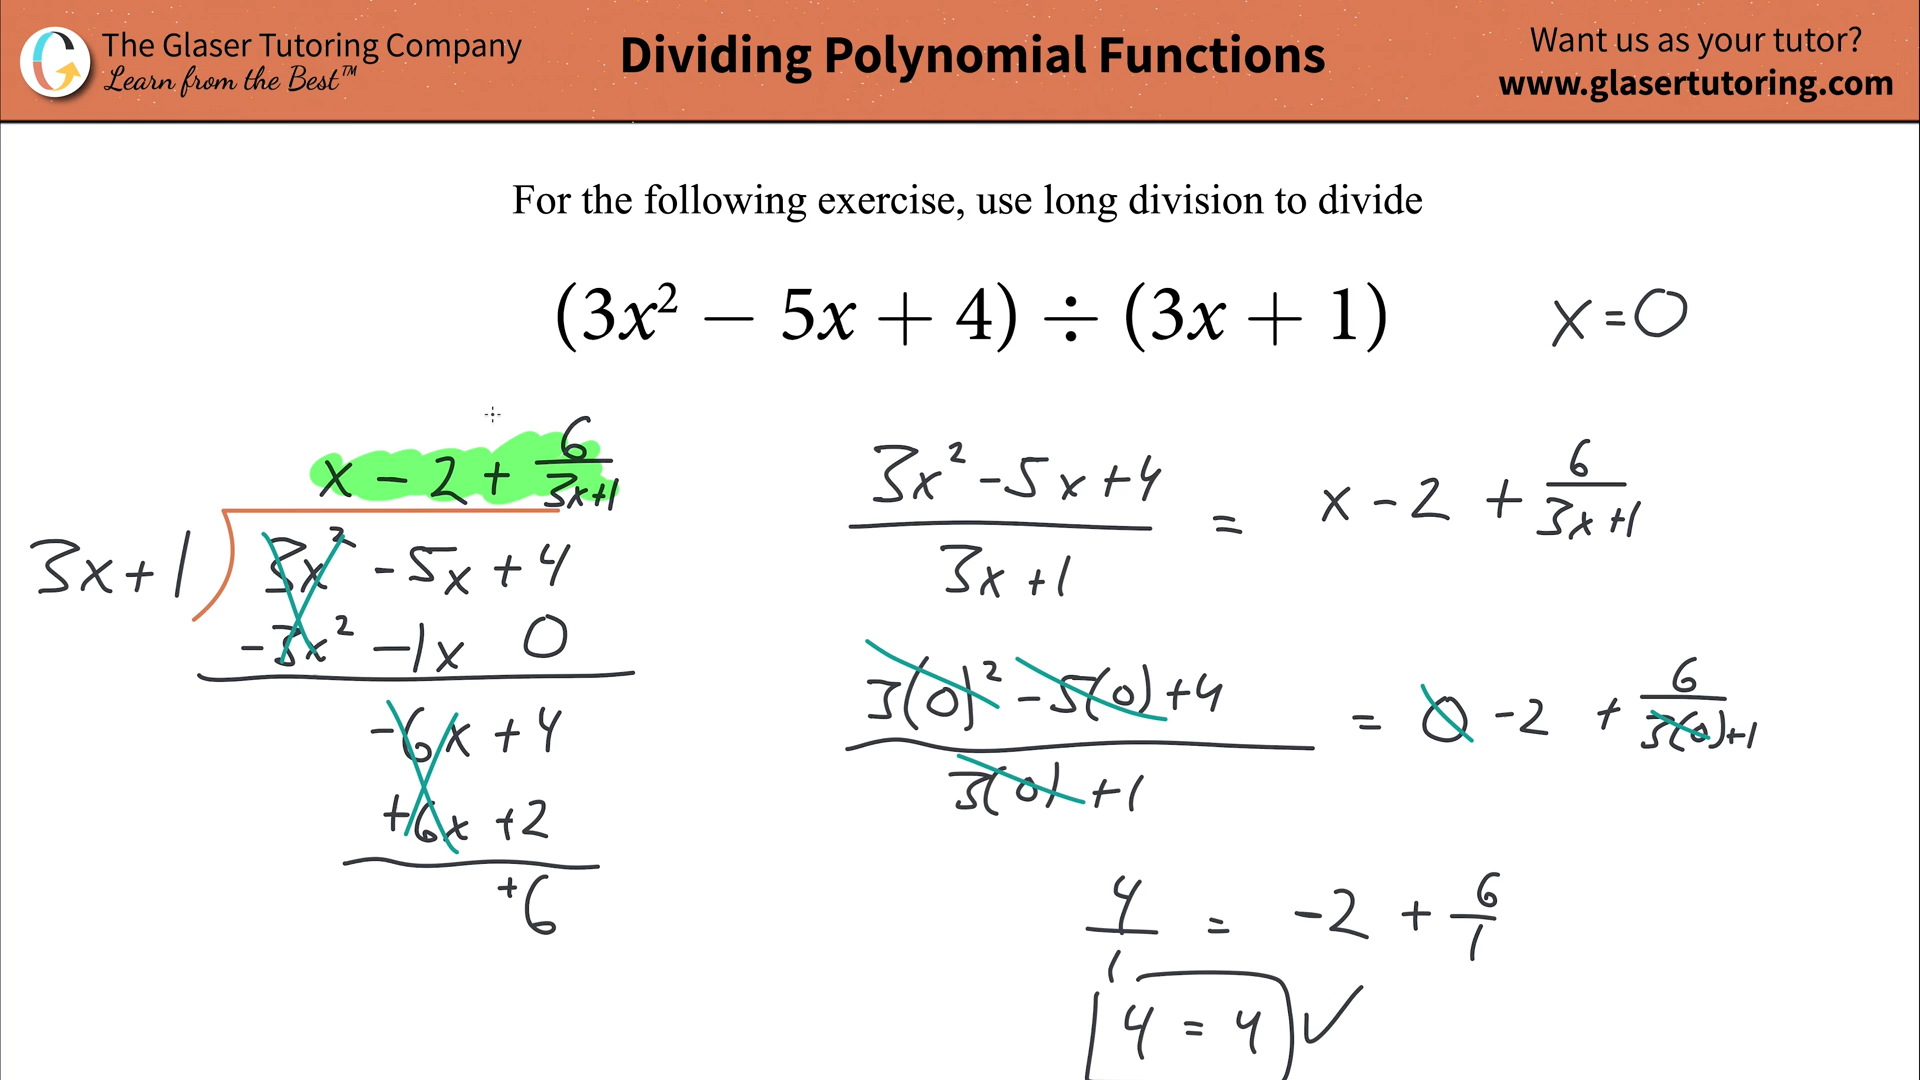 The Glaser Tutoring Company
Learn from the Best™
Dividing Polynomial Functions
Want us as your tutor?
www.glasertutoring.com
For the following exercise, use long division to divide
(3x² − 5x + 4) ÷ (3x + 1)
x = 0
6
x - 2 + ───
3x+1
3x + 1
3x² - 5x + 4
-3x² - 1x 0
-6x + 4
+6x + 2
+6
3x² - 5x + 4
───
3x + 1
= x - 2 + 6
───
3x + 1
3(0)² - 5(0) + 4
───
3(0) + 1
= 0 - 2 + 6
───
3(0) + 1
4
───
1
= -2 + 6
───
1
4 = 4 ✓